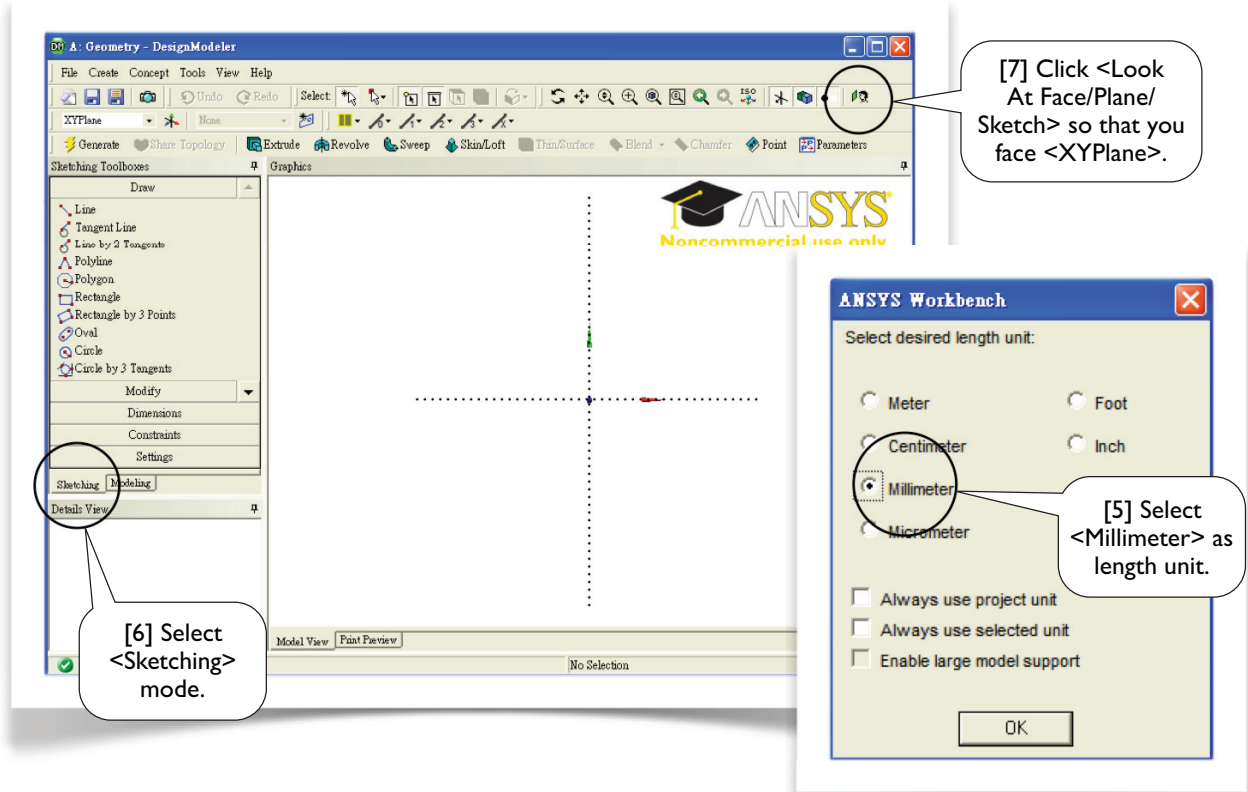 A: Geometry - DesignModeler
File Create Concept Tools View Help
Undo Redo Select: ISO
XYPlane None
Generate Share Topology Extrude Revolve Sweep Skin/Loft Thin/Surface Blend Chamfer Point Parameters
Sketching Toolboxes
Draw
Line
Tangent Line
Line by 2 Tangents
Polyline
Polygon
Rectangle
Rectangle by 3 Points
Oval
Circle
Circle by 3 Tangents
Modify
Dimensions
Constraints
Settings
Sketching Modeling
Details View
Graphics
ANSYS
Noncommercial use only
Model View Print Preview
No Selection
[7] Click <Look
At Face/Plane/
Sketch> so that you
face <XYPlane>.
ANSYS Workbench
Select desired length unit:
Meter Foot
Centimeter Inch
Millimeter
Micrometer
Always use project unit
Always use selected unit
Enable large model support
OK
[5] Select
<Millimeter> as
length unit.
[6] Select
<Sketching>
mode.